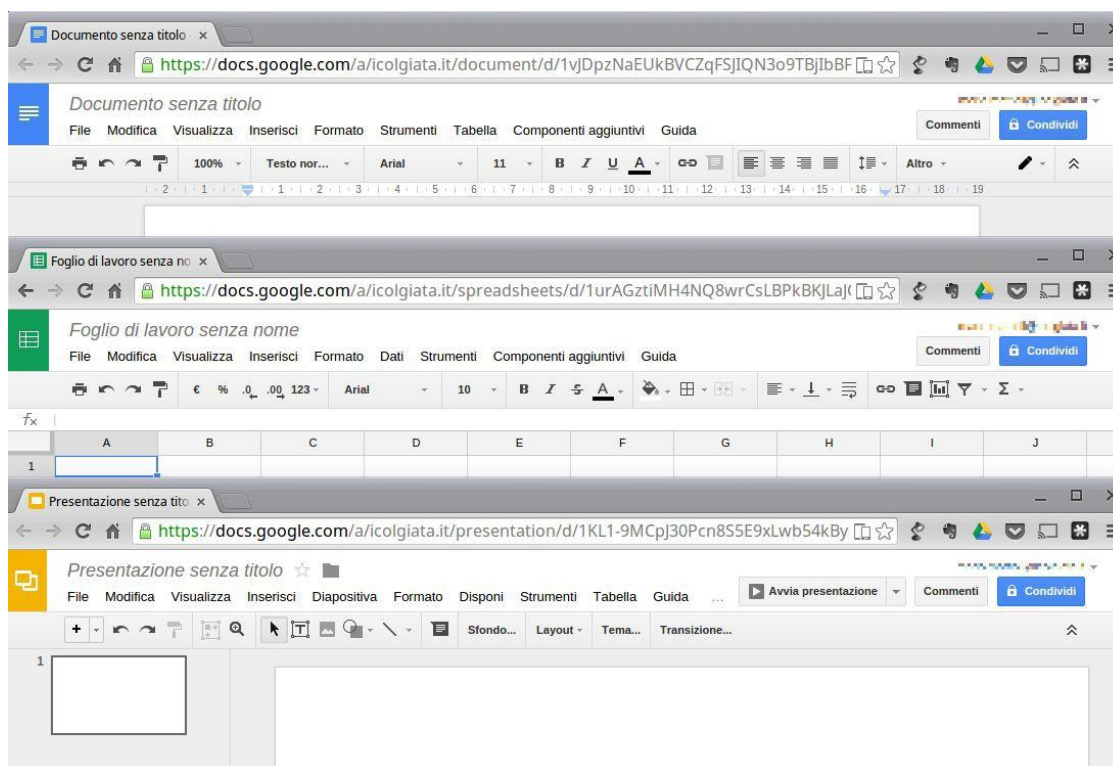 Documento senza titolo
https://docs.google.com/a/icolgiata.it/document/d/1vJDpzNaEUkBVCZqFSJIQN3o9TBjIbBF
Documento senza titolo
File Modifica Visualizza Inserisci Formato Strumenti Tabella Componenti aggiuntivi Guida Commenti Condividi
100% Testo nor... Arial 11 B I U A Altro
2 1 1 2 3 4 5 6 7 8 9 10 11 12 13 14 15 16 17 18 19
Foglio di lavoro senza no
https://docs.google.com/a/icolgiata.it/spreadsheets/d/1urAGztiMH4NQ8wrCsLBPkBKJLaJ
Foglio di lavoro senza nome
File Modifica Visualizza Inserisci Formato Dati Strumenti Componenti aggiuntivi Guida Commenti Condividi
€ % .0 .00 123 Arial 10 B I S A Σ
fx
A B C D E F G H I J
1
Presentazione senza tito
https://docs.google.com/a/icolgiata.it/presentation/d/1KL1-9MCpJ30Pcn8S5E9xLwb54kBy
Presentazione senza titolo
File Modifica Visualizza Inserisci Diapositiva Formato Disponi Strumenti Tabella Guida ... Avvia presentazione Commenti Condividi
Sfondo... Layout Tema... Transizione...
1